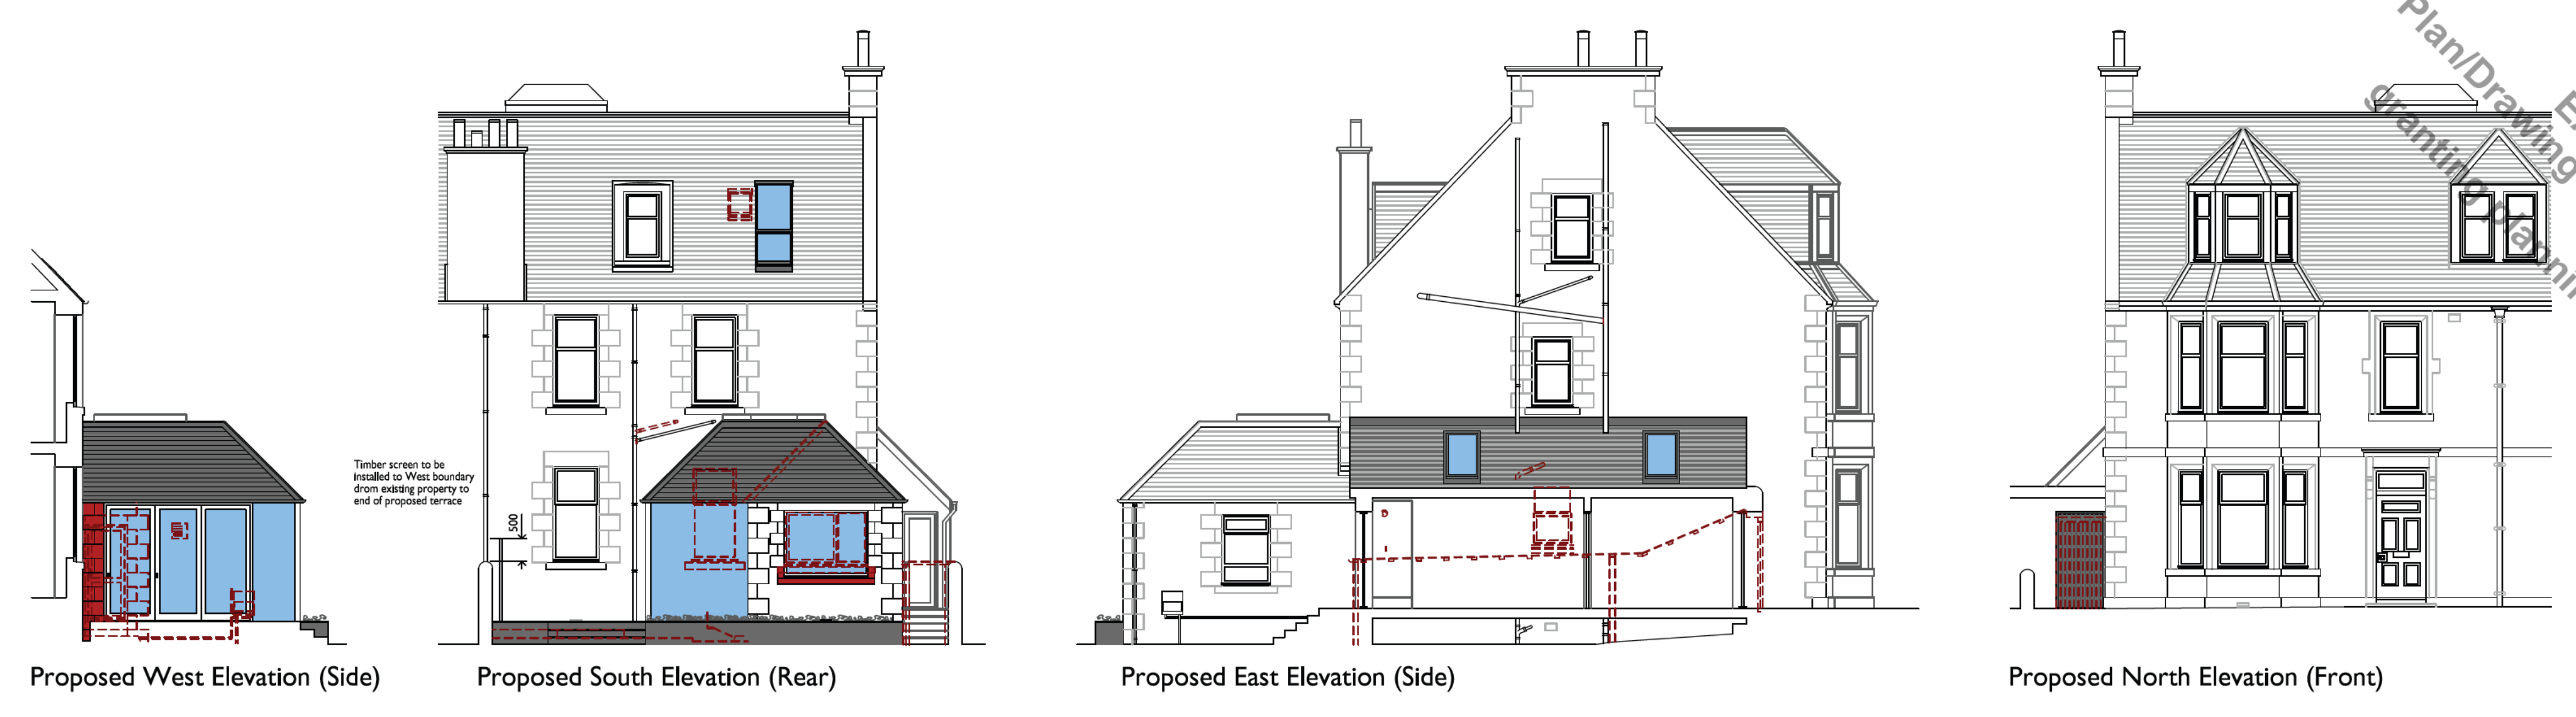 Plan/Drawing
granting
Timber screen to be
installed to West boundary
drom existing property to
end of proposed terrace
500
Proposed West Elevation (Side)
Proposed South Elevation (Rear)
Proposed East Elevation (Side)
Proposed North Elevation (Front)